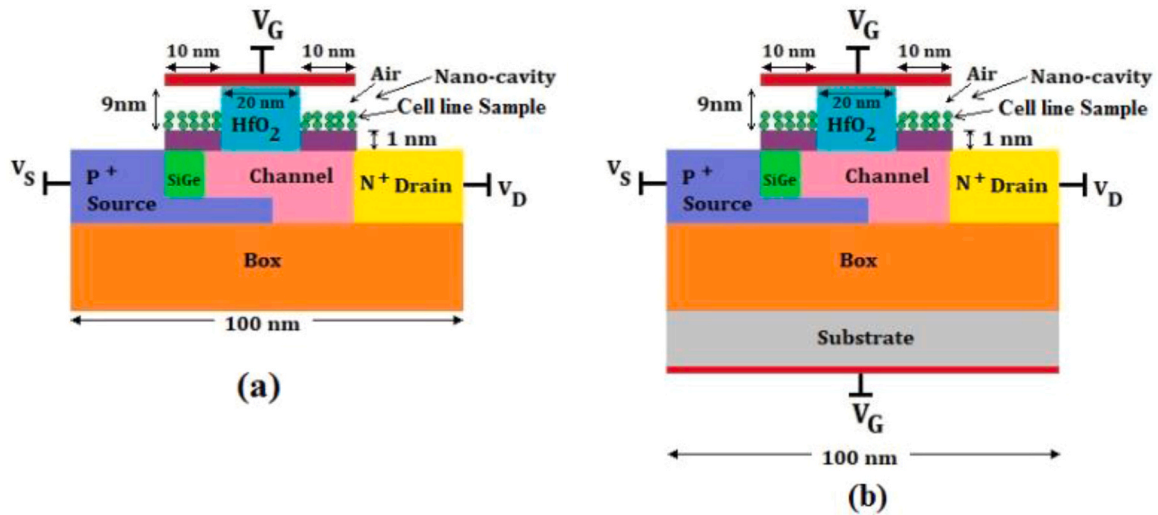 V_G
10 nm
10 nm
Air
Nano-cavity
Cell line Sample
9nm
20 nm
HfO_2
1 nm
V_S
P^+
Source
SiGe
Channel
N^+ Drain
V_D
Box
100 nm
(a)
V_G
10 nm
10 nm
Air
Nano-cavity
Cell line Sample
9nm
20 nm
HfO_2
1 nm
V_S
P^+
Source
SiGe
Channel
N^+ Drain
V_D
Box
Substrate
V_G
100 nm
(b)